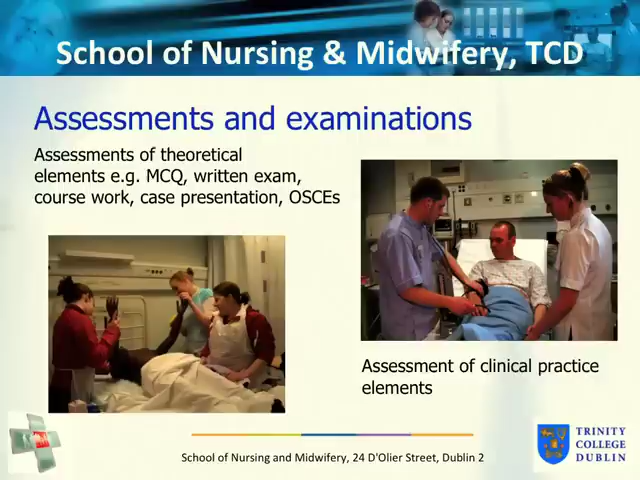 School of Nursing & Midwifery, TCD
Assessments and examinations
Assessments of theoretical
elements e.g. MCQ, written exam,
course work, case presentation, OSCEs
Assessment of clinical practice
elements
School of Nursing and Midwifery, 24 D'Olier Street, Dublin 2
TRINITY
COLLEGE
DUBLIN